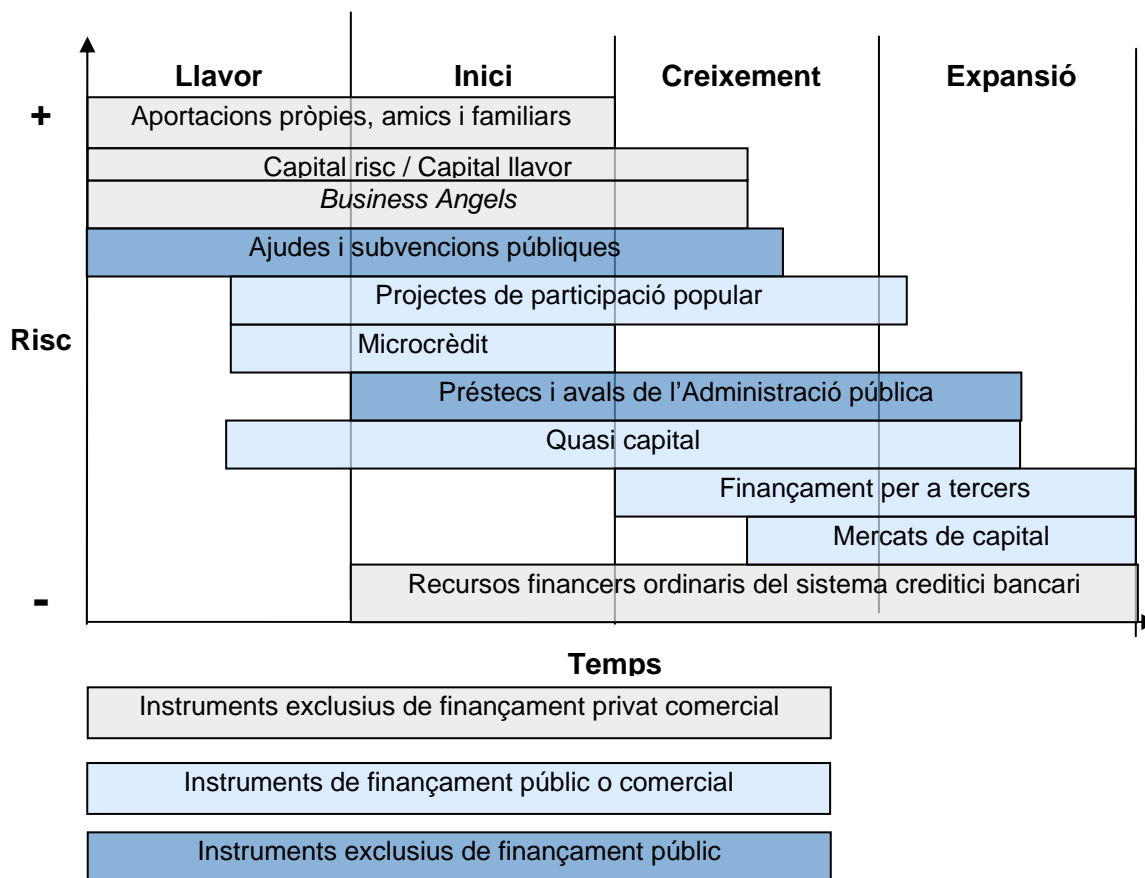 Llavor Inici Creixement Expansió
+
Aportacions pròpies, amics i familiars
Capital risc / Capital llavor
Business Angels
Ajudes i subvencions públiques
Projectes de participació popular
Risc
Microcrèdit
Préstecs i avals de l’Administració pública
Quasi capital
Finançament per a tercers
Mercats de capital
Recursos financers ordinaris del sistema creditici bancari
-
Temps
Instruments exclusius de finançament privat comercial
Instruments de finançament públic o comercial
Instruments exclusius de finançament públic